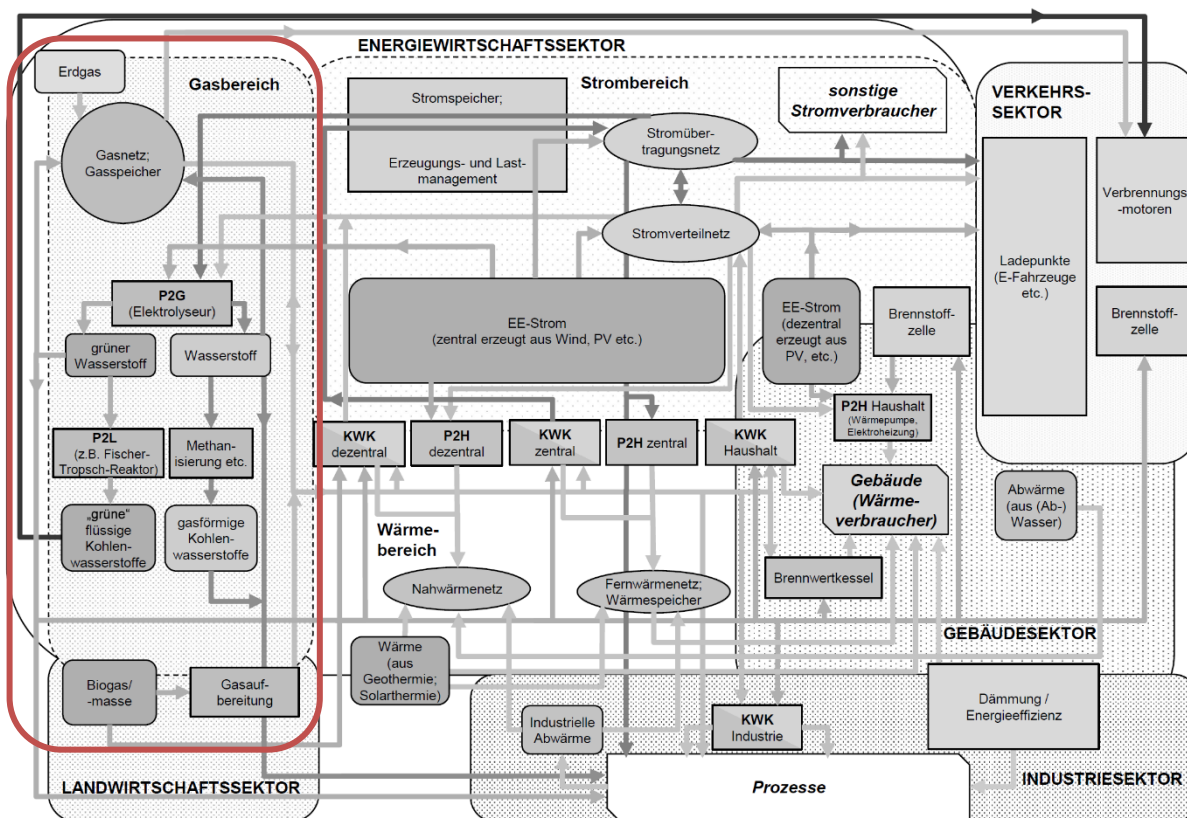 ENERGIEWIRTSCHAFTSSEKTOR
Erdgas
Gasbereich
Strombereich
Stromspeicher;
Erzeugungs- und Last-
management
sonstige
Stromverbraucher
VERKEHRS-
SEKTOR
Gasnetz;
Gasspeicher
Stromüber-
tragungsnetz
Verbrennungs
-motoren
Stromverteilnetz
Ladepunkte
(E-Fahrzeuge
etc.)
P2G
(Elektrolyseur)
EE-Strom
(zentral erzeugt aus Wind, PV etc.)
EE-Strom
(dezentral
erzeugt aus
PV, etc.)
Brennstoff-
zelle
Brennstoff-
zelle
grüner
Wasserstoff
Wasserstoff
P2L
(z.B. Fischer-
Tropsch-Reaktor)
Methan-
isierung etc.
KWK
dezentral
P2H
dezentral
KWK
zentral
P2H zentral
KWK
Haushalt
P2H Haushalt
(Wärmepumpe,
Elektroheizung)
Gebäude
(Wärme-
verbraucher)
Abwärme
(aus (Ab-)
Wasser)
„grüne“
flüssige
Kohlen-
wasserstoffe
gasförmige
Kohlen-
wasserstoffe
Wärme-
bereich
Nahwärmenetz
Fernwärmenetz;
Wärmespeicher
Brennwertkessel
GEBÄUDESEKTOR
Wärme
(aus
Geothermie;
Solarthermie)
Biogas/
-masse
Gasauf-
bereitung
Industrielle
Abwärme
KWK
Industrie
Dämmung /
Energieeffizienz
LANDWIRTSCHAFTSSEKTOR
Prozesse
INDUSTRIESEKTOR